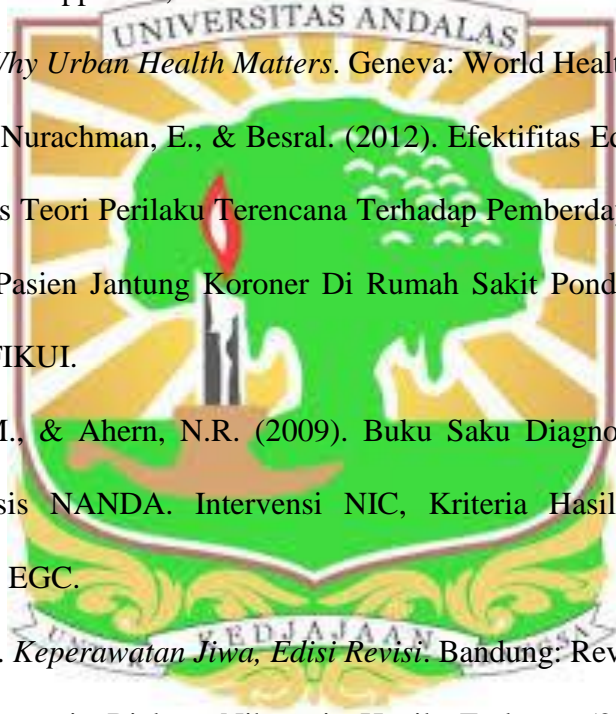 UNIVERSITAS ANDALAS
Why Urban Health Matters. Geneva: World Healt
Nurachman, E., & Besral. (2012). Efektifitas Ed
s Teori Perilaku Terencana Terhadap Pemberda
Pasien Jantung Koroner Di Rumah Sakit Pond
FIKUI.
M., & Ahern, N.R. (2009). Buku Saku Diagno
sis NANDA. Intervensi NIC, Kriteria Hasil
EGC.
KEDJAJAAN
. Keperawatan Jiwa, Edisi Revisi. Bandung: Rev